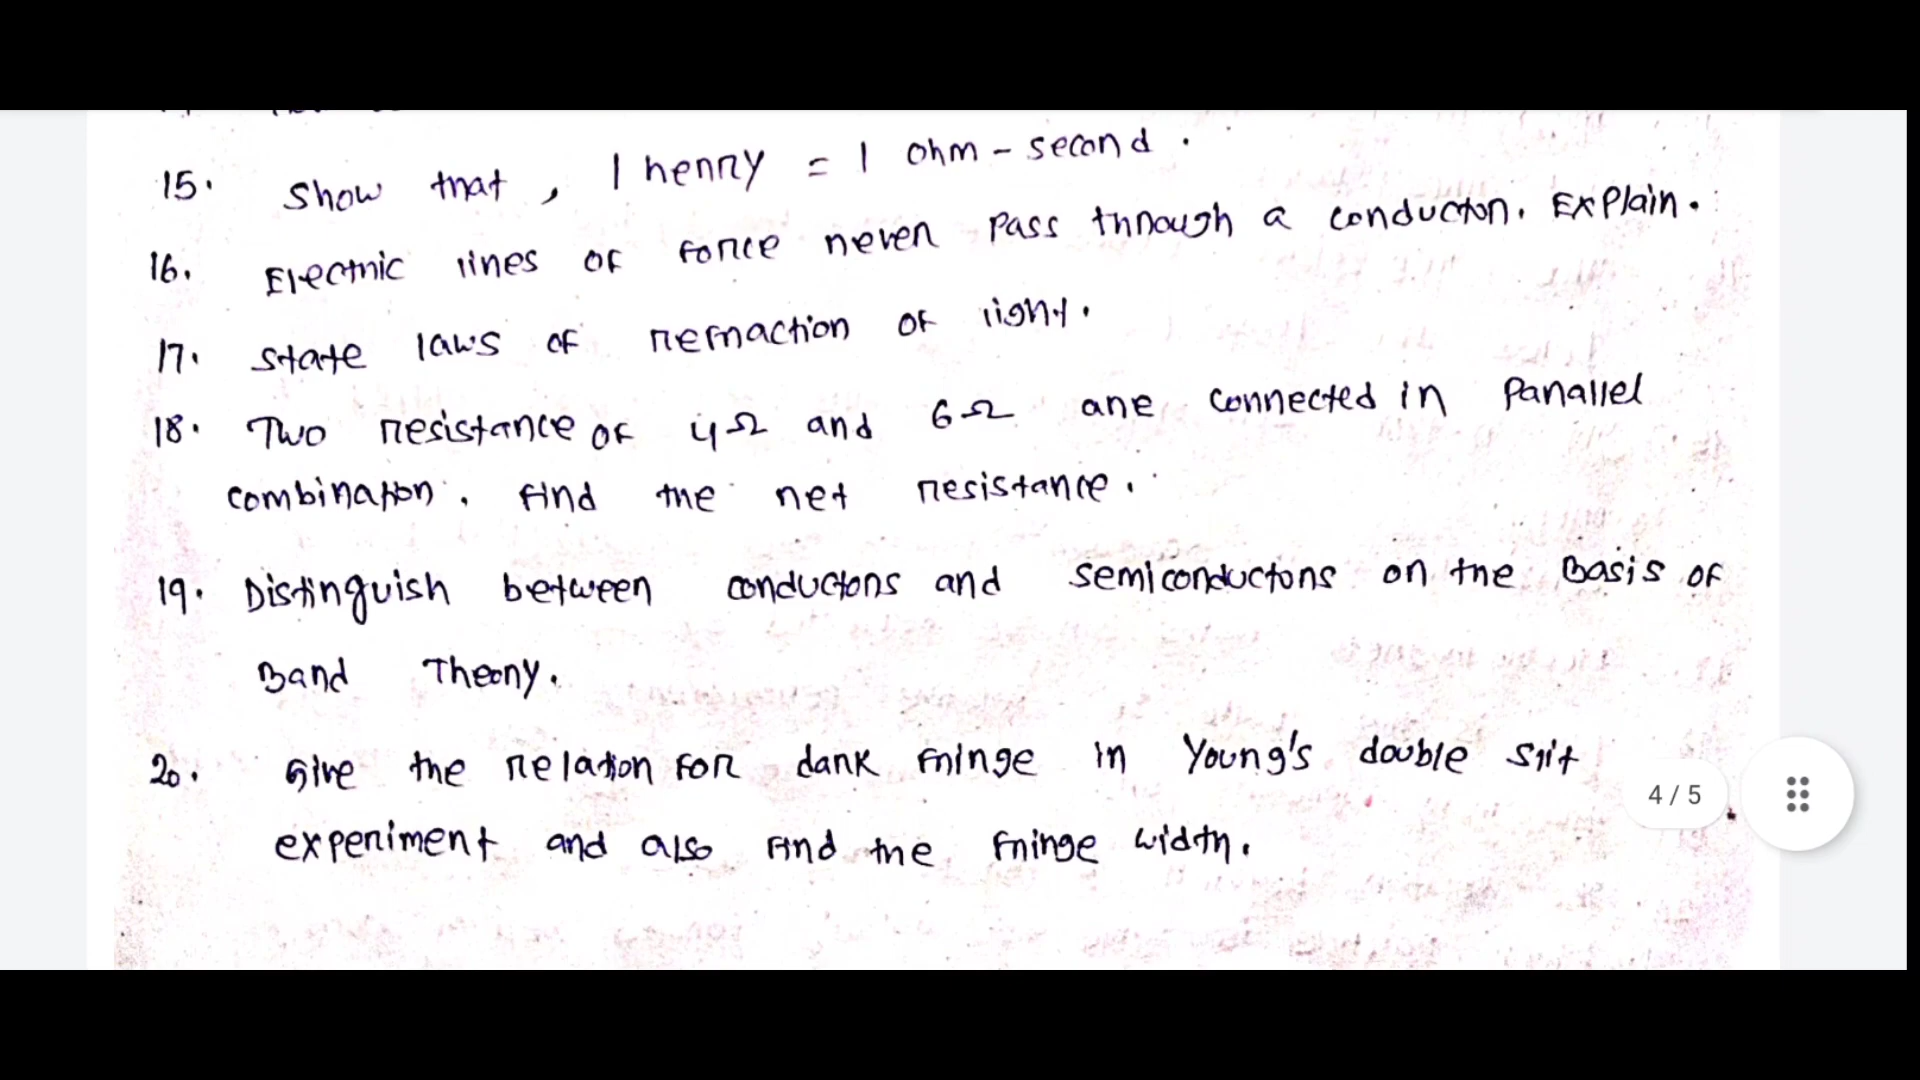 15. Show that, 1 henry = 1 ohm - second.
16. Electric lines of force never pass through a conductor. Explain.
17. State laws of refraction of light.
18. Two resistance of 4Ω and 6Ω are connected in parallel
combination. find the net resistance.
19. Distinguish between conductors and semiconductors on the Basis of
Band Theory.
20. Give the relation for dark fringe in Young's double slit
4 / 5
experiment and also find the fringe width.